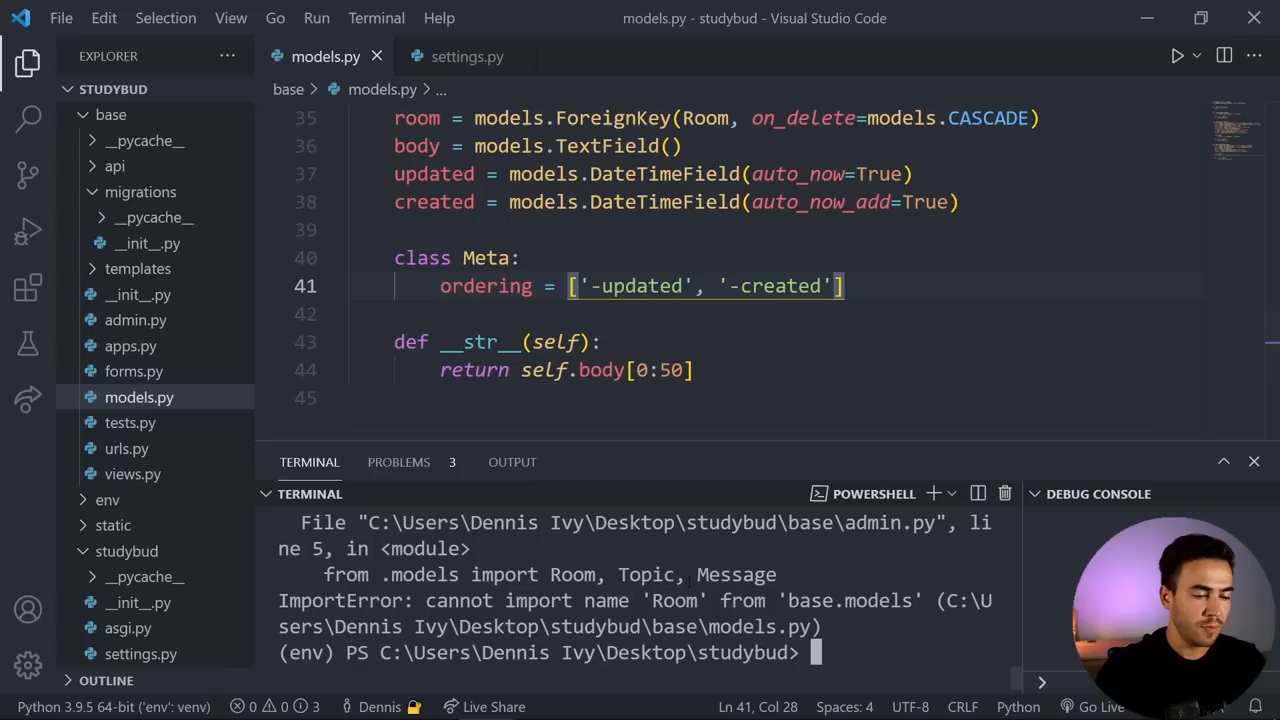 File Edit Selection View Go Run Terminal Help models.py - studybud - Visual Studio Code
EXPLORER ··· models.py settings.py ···
STUDYBUD
base
__pycache__
api
migrations
__pycache__
__init__.py
templates
__init__.py
admin.py
apps.py
forms.py
models.py
tests.py
urls.py
views.py
env
static
studybud
__pycache__
__init__.py
asgi.py
settings.py
OUTLINE
base > models.py > ...
35 room = models.ForeignKey(Room, on_delete=models.CASCADE)
36 body = models.TextField()
37 updated = models.DateTimeField(auto_now=True)
38 created = models.DateTimeField(auto_now_add=True)
39
40 class Meta:
41 ordering = ['-updated', '-created']
42
43 def __str__(self):
44 return self.body[0:50]
45
TERMINAL PROBLEMS 3 OUTPUT
TERMINAL POWERSHELL DEBUG CONSOLE
File "C:\Users\Dennis Ivy\Desktop\studybud\base\admin.py", li
ne 5, in <module>
from .models import Room, Topic, Message
ImportError: cannot import name 'Room' from 'base.models' (C:\U
sers\Dennis Ivy\Desktop\studybud\base\models.py)
(env) PS C:\Users\Dennis Ivy\Desktop\studybud>
Python 3.9.5 64-bit ('env': venv) 0 0 3 Dennis Live Share Ln 41, Col 28 Spaces: 4 UTF-8 CRLF Python Go Live